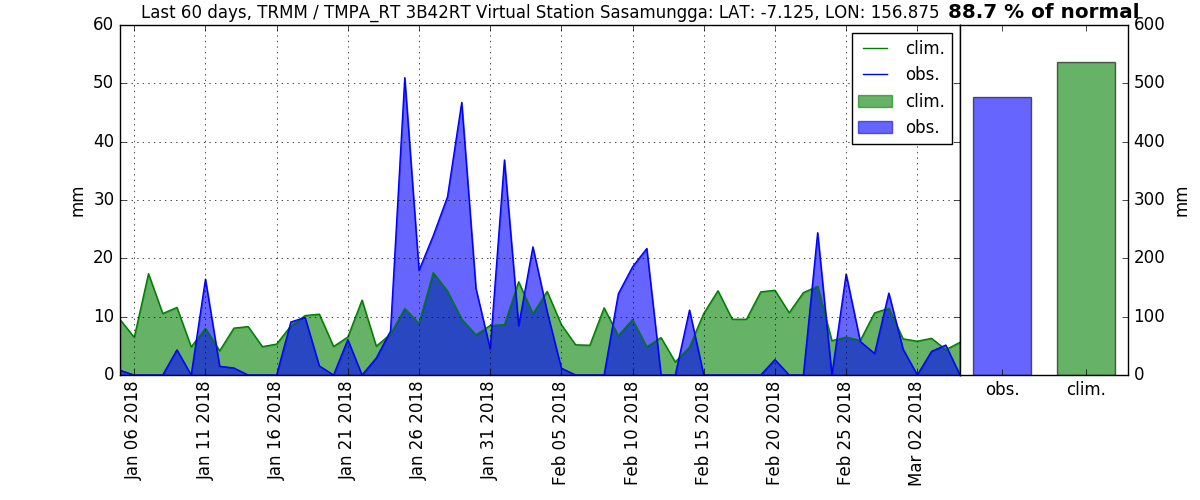 Last 60 days, TRMM / TMPA_RT 3B42RT Virtual Station Sasamungga: LAT: -7.125, LON: 156.875 88.7 % of normal
60
50
40
30
20
10
0
mm
clim.
obs.
clim.
obs.
Jan 06 2018
Jan 11 2018
Jan 16 2018
Jan 21 2018
Jan 26 2018
Jan 31 2018
Feb 05 2018
Feb 10 2018
Feb 15 2018
Feb 20 2018
Feb 25 2018
Mar 02 2018
obs.
clim.
600
500
400
300
200
100
0
mm